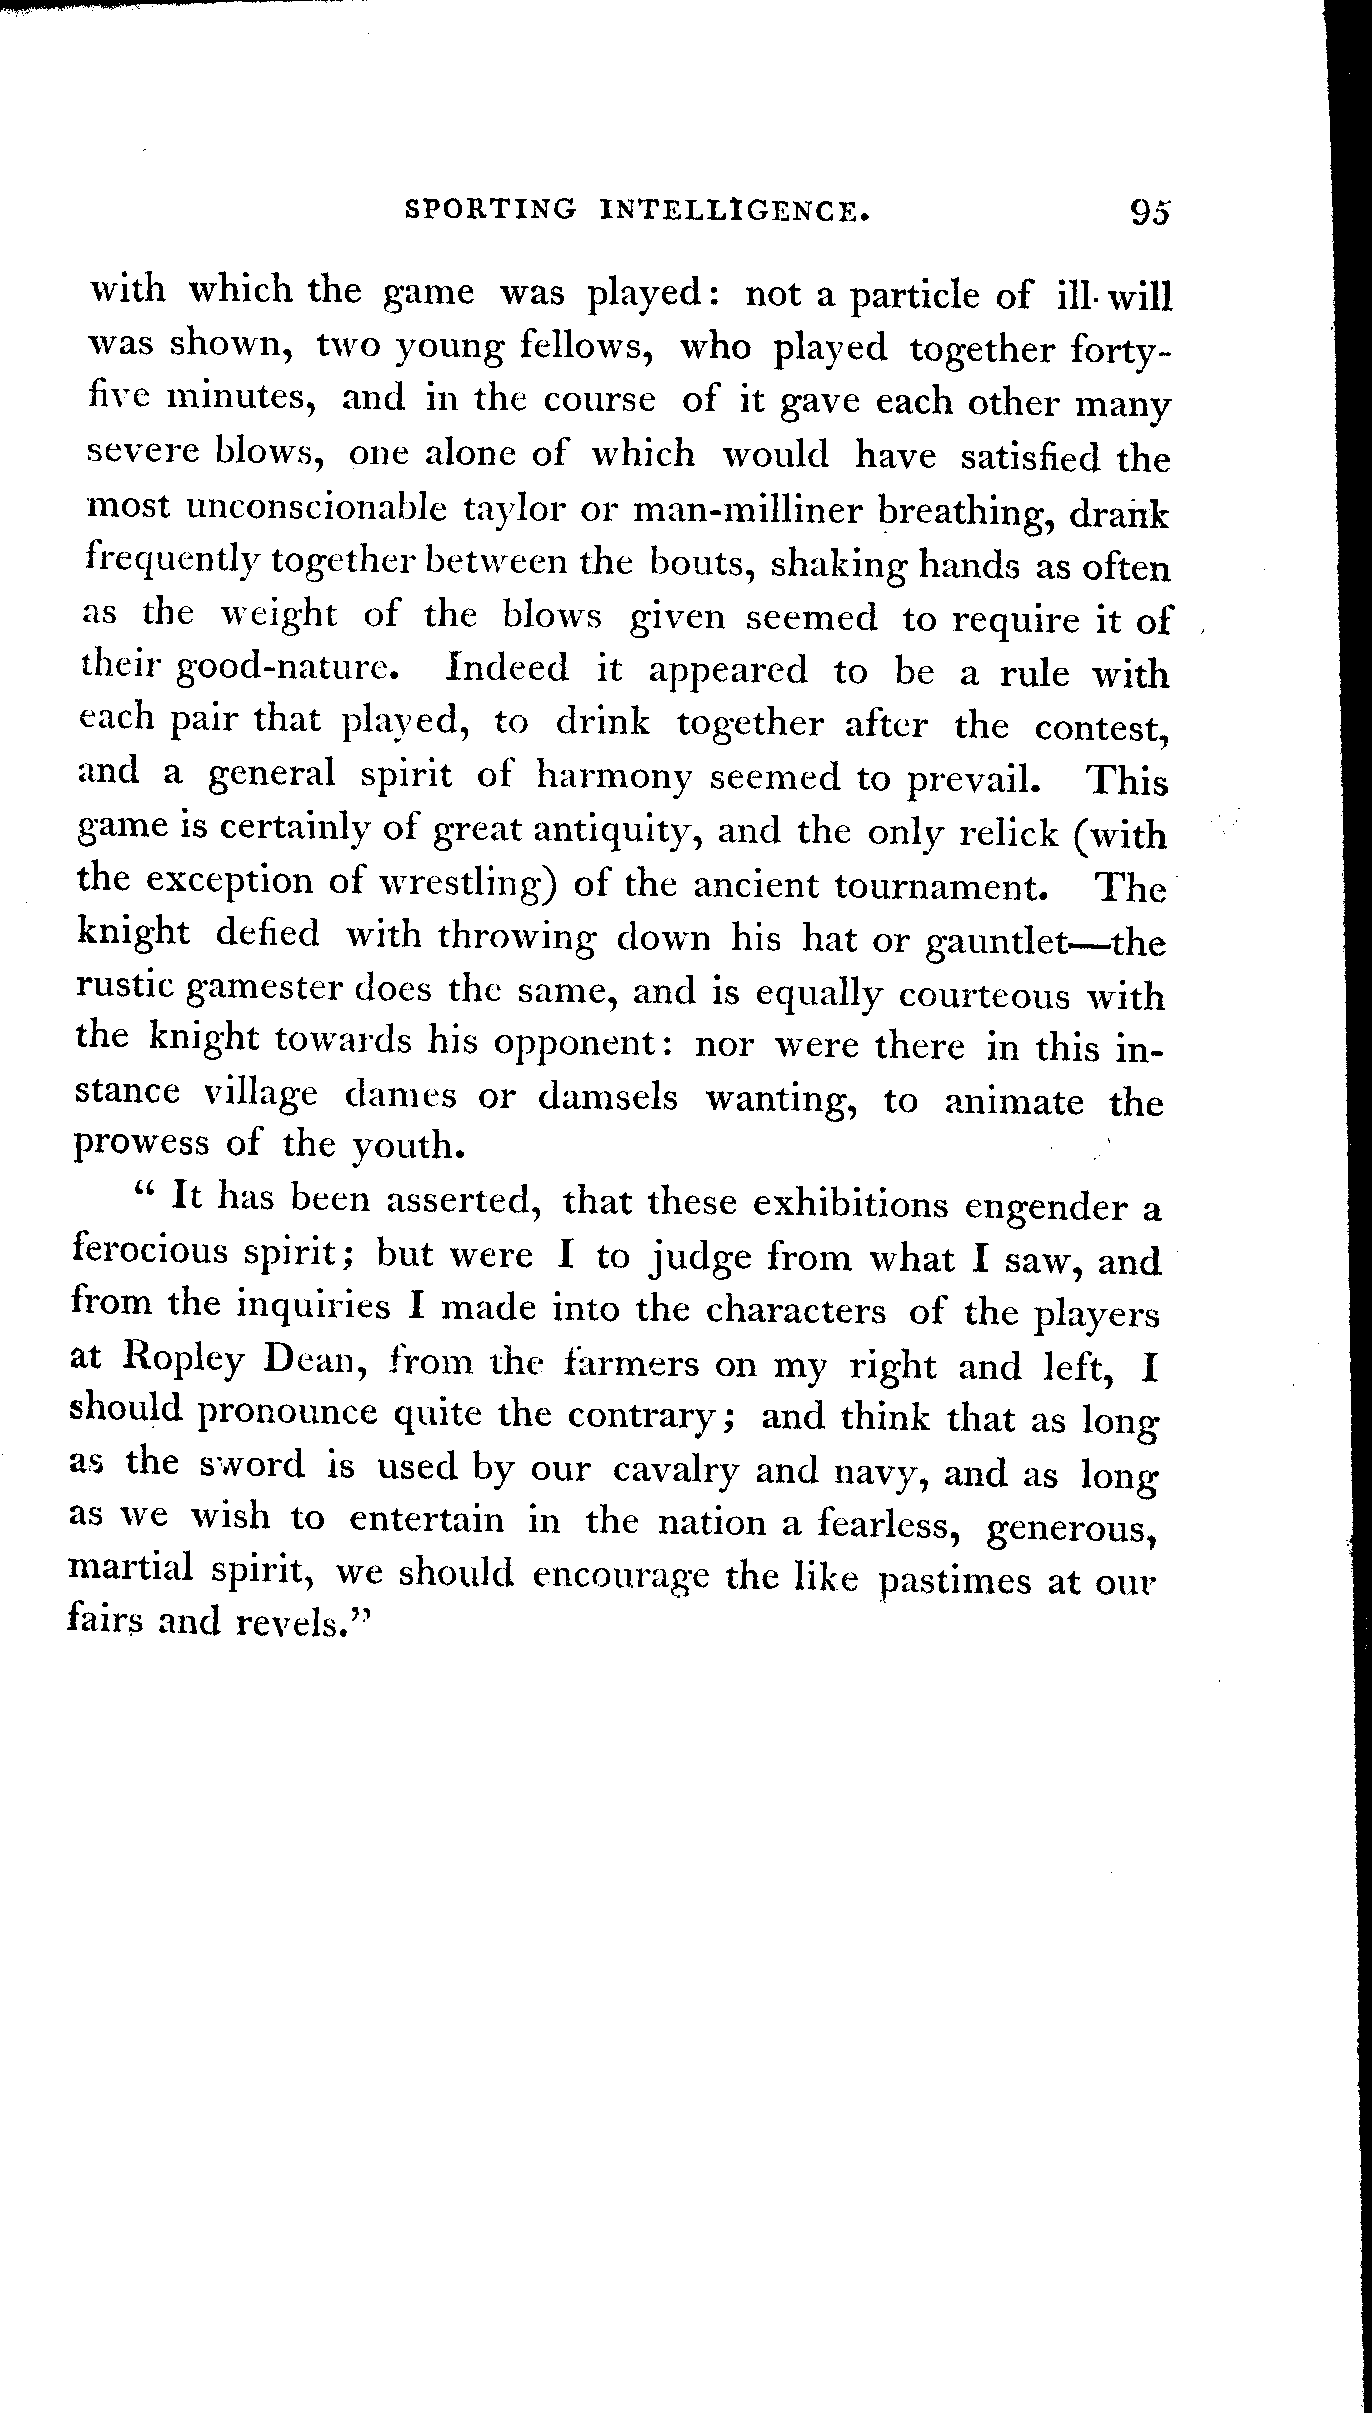 SPORTING INTELLIGENCE. 95
with which the game was played: not a particle of ill-will
was shown, two young fellows, who played together forty-
five minutes, and in the course of it gave each other many
severe blows, one alone of which would have satisfied the
most unconscionable taylor or man-milliner breathing, drank
frequently together between the bouts, shaking hands as often
as the weight of the blows given seemed to require it of
their good-nature. Indeed it appeared to be a rule with
each pair that played, to drink together after the contest,
and a general spirit of harmony seemed to prevail. This
game is certainly of great antiquity, and the only relick (with
the exception of wrestling) of the ancient tournament. The
knight defied with throwing down his hat or gauntlet—the
rustic gamester does the same, and is equally courteous with
the knight towards his opponent: nor were there in this in-
stance village dames or damsels wanting, to animate the
prowess of the youth.
“ It has been asserted, that these exhibitions engender a
ferocious spirit; but were I to judge from what I saw, and
from the inquiries I made into the characters of the players
at Ropley Dean, from the farmers on my right and left, I
should pronounce quite the contrary; and think that as long
as the sword is used by our cavalry and navy, and as long
as we wish to entertain in the nation a fearless, generous,
martial spirit, we should encourage the like pastimes at our
fairs and revels.”